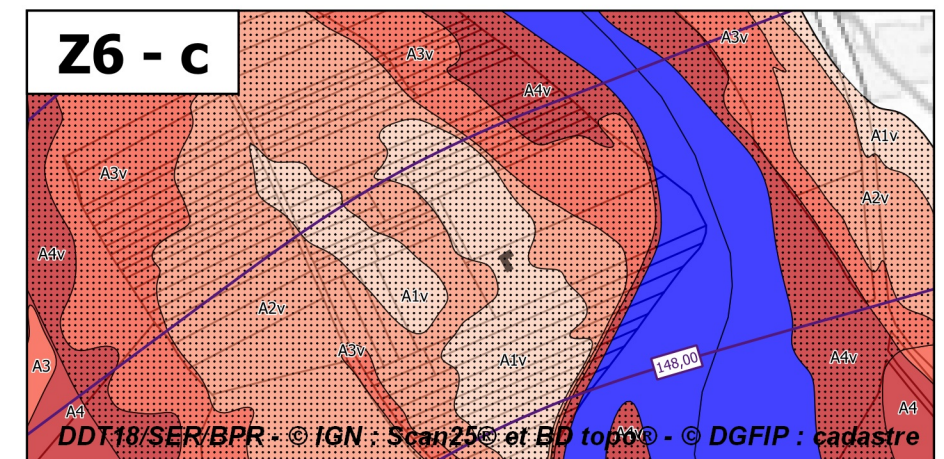 Z6 - c
A3v
A3v
A4v
A1v
A3v
A2v
A4v
A1v
A2v
A3v
A1v
148,00
A4v
A3
A4
A4
A4v
DDT18/SER/BPR - © IGN : Scan25® et BD topo® - © DGFIP : cadastre